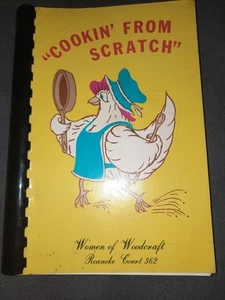 "COOKIN' FROM
SCRATCH"
Women of Woodcraft
Roanoke Court 362